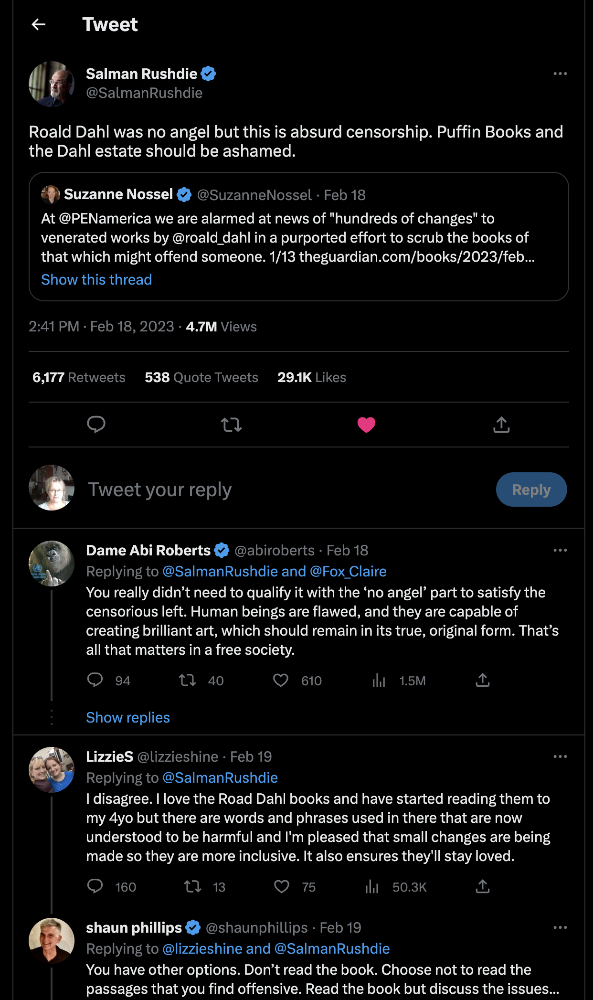 Tweet
Salman Rushdie
@SalmanRushdie
Roald Dahl was no angel but this is absurd censorship. Puffin Books and
the Dahl estate should be ashamed.
Suzanne Nossel @SuzanneNossel · Feb 18
At @PENamerica we are alarmed at news of "hundreds of changes" to
venerated works by @roald_dahl in a purported effort to scrub the books of
that which might offend someone. 1/13 theguardian.com/books/2023/feb…
Show this thread
2:41 PM · Feb 18, 2023 · 4.7M Views
6,177 Retweets 538 Quote Tweets 29.1K Likes
Tweet your reply
Reply
Dame Abi Roberts @abiroberts · Feb 18
Replying to @SalmanRushdie and @Fox_Claire
You really didn’t need to qualify it with the ‘no angel’ part to satisfy the
censorious left. Human beings are flawed, and they are capable of
creating brilliant art, which should remain in its true, original form. That’s
all that matters in a free society.
94 40 610 1.5M
Show replies
LizzieS @lizzieshine · Feb 19
Replying to @SalmanRushdie
I disagree. I love the Road Dahl books and have started reading them to
my 4yo but there are words and phrases used in there that are now
understood to be harmful and I'm pleased that small changes are being
made so they are more inclusive. It also ensures they'll stay loved.
160 13 75 50.3K
shaun phillips @shaunphillips · Feb 19
Replying to @lizzieshine and @SalmanRushdie
You have other options. Don’t read the book. Choose not to read the
passages that you find offensive. Read the book but discuss the issues…